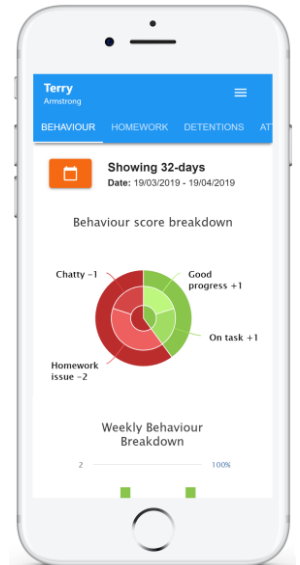 Terry
Armstrong
BEHAVIOUR HOMEWORK DETENTIONS AT
Showing 32-days
Date: 19/03/2019 - 19/04/2019
Behaviour score breakdown
Chatty −1
Good
progress +1
On task +1
Homework
issue −2
Weekly Behaviour
Breakdown
2 100%